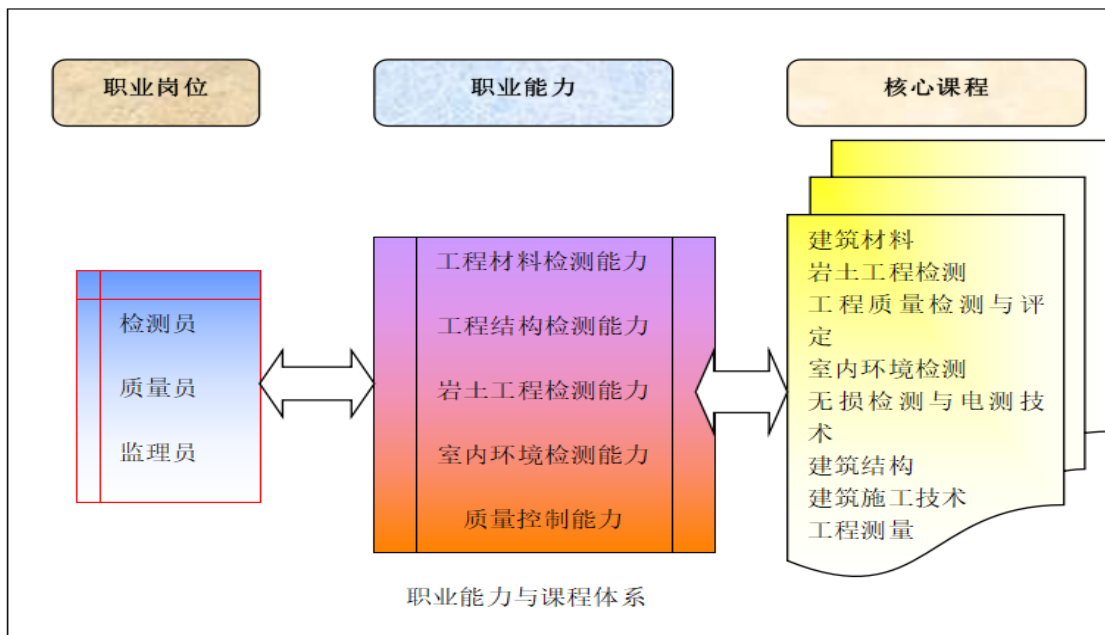 职业岗位
职业能力
核心课程
检测员
质量员
监理员
工程材料检测能力
工程结构检测能力
岩土工程检测能力
室内环境检测能力
质量控制能力
建筑材料
岩土工程检测
工程质量检测与评
定
室内环境检测
无损检测与电测技
术
建筑结构
建筑施工技术
工程测量
职业能力与课程体系